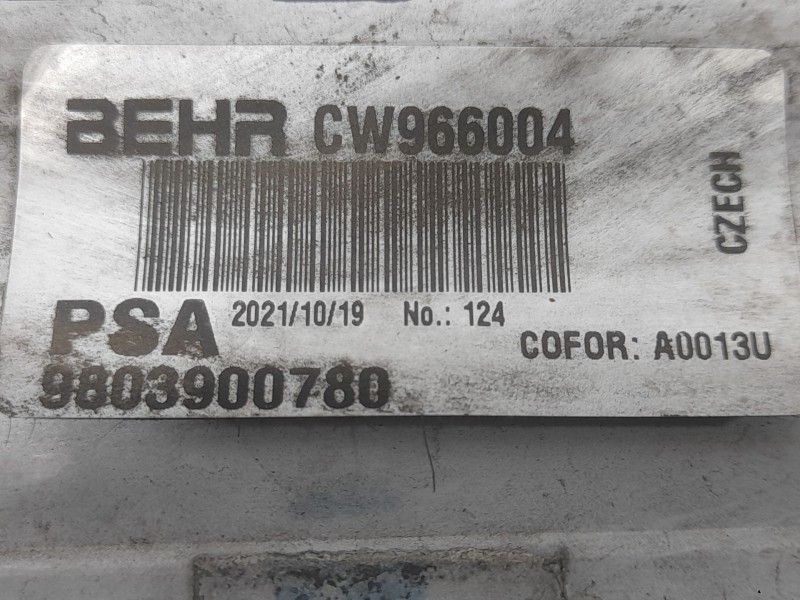 BEHR CW966004
CZECH
PSA 2021/10/19 No.: 124
COFOR: A0013U
9803900780